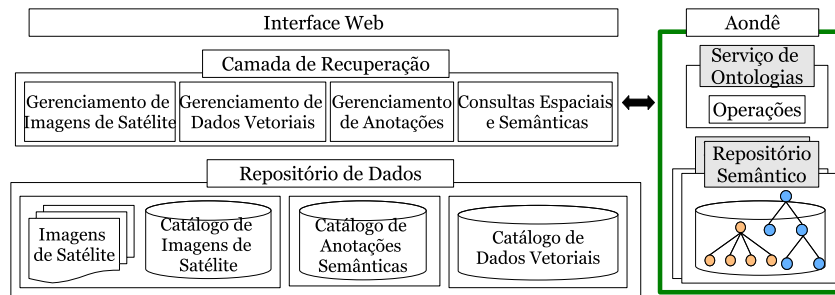 Interface Web
Aondê
Camada de Recuperação
Gerenciamento de
Imagens de Satélite
Gerenciamento de
Dados Vetoriais
Gerenciamento
de Anotações
Consultas Espaciais
e Semânticas
Serviço de
Ontologias
Operações
Repositório
Semântico
Repositório de Dados
Imagens
de Satélite
Catálogo de
Imagens de
Satélite
Catálogo de
Anotações
Semânticas
Catálogo de
Dados Vetoriais